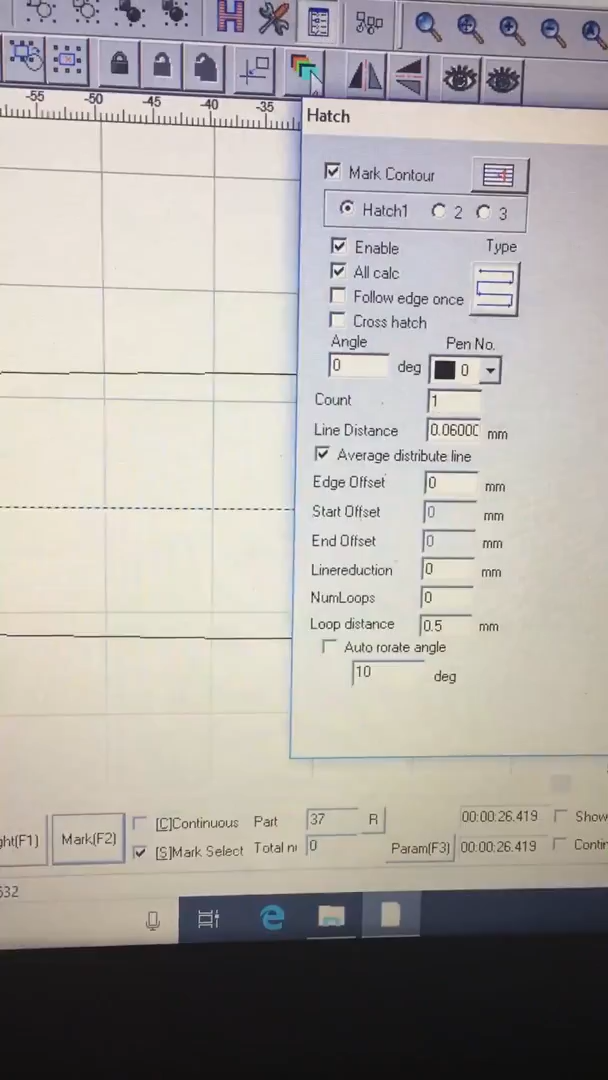 -55 -50 -45 -40 -35
Hatch
Mark Contour
Hatch1 2 3
Enable Type
All calc
Follow edge once
Cross hatch
Angle Pen No.
0 deg 0
Count 1
Line Distance 0.0600 mm
Average distribute line
Edge Offset 0 mm
Start Offset 0 mm
End Offset 0 mm
Linereduction 0 mm
NumLoops 0
Loop distance 0.5 mm
Auto rorate angle
10 deg
ght(F1) Mark(F2) [C]Continuous Part 37 R 00:00:26.419 Show
[S]Mark Select Total nu 0 Param(F3) 00:00:26.419 Contin
632